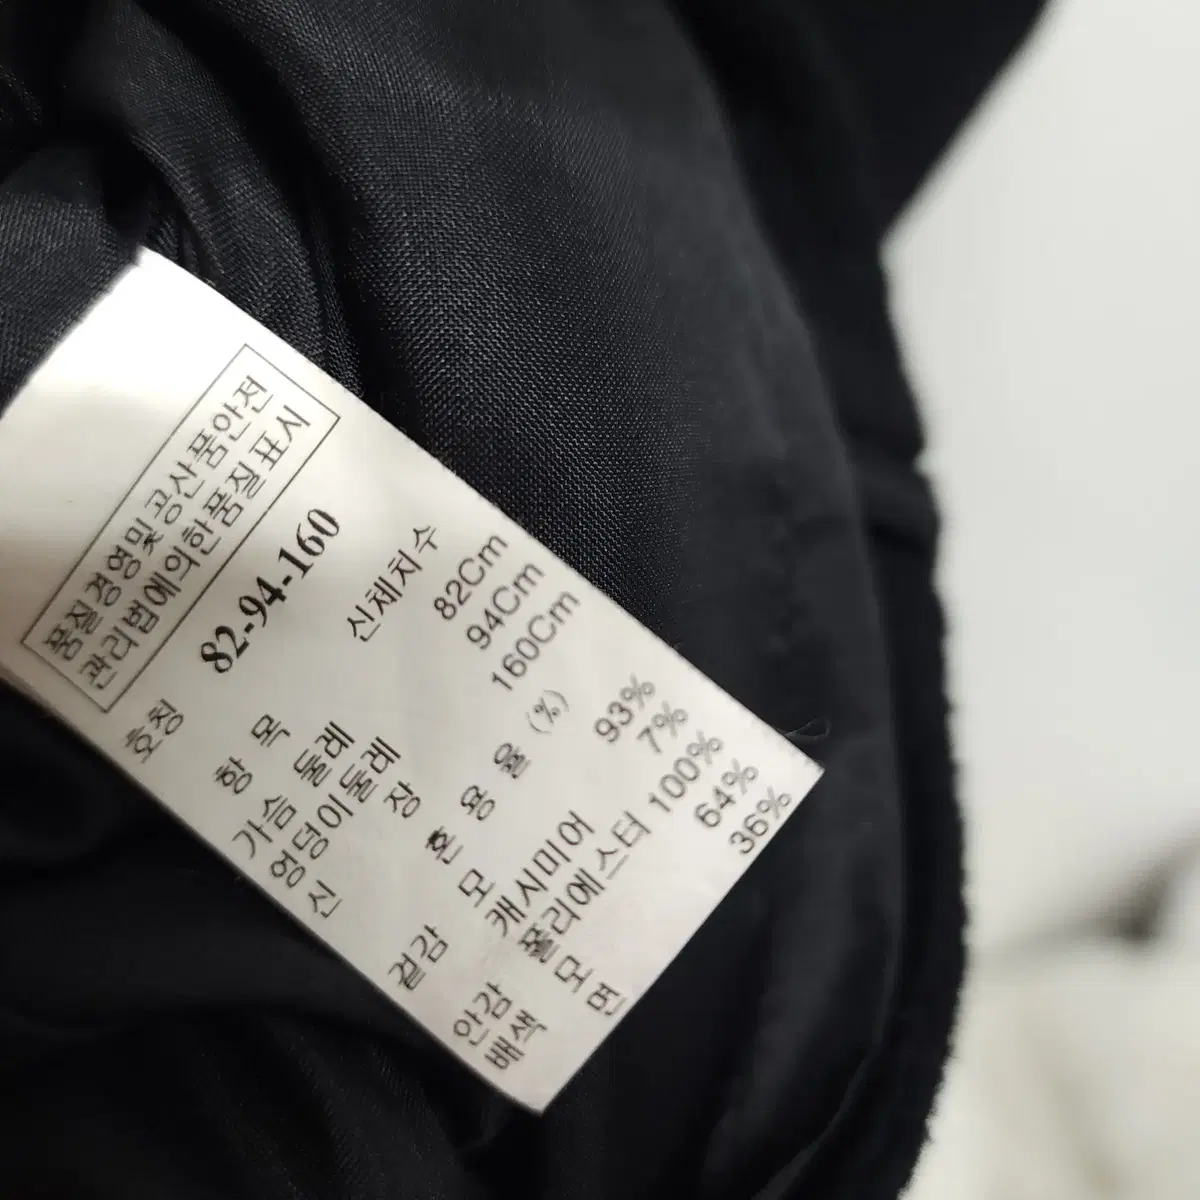 품질경영및공산품안전
관리법에의한품질표시
호칭 82-94-160
항 목 신체치수
가슴 둘레 82Cm
엉덩이둘레 94Cm
신 장 160Cm
혼 용 율 (%)
겉감 모 93%
캐시미어 7%
안감 폴리에스터 100%
배색 모 64%
면 36%